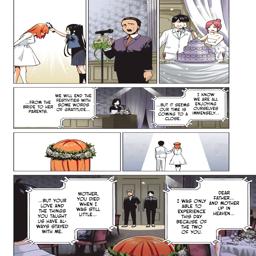 I KNOW
WE ARE ALL
ENJOYING
OURSELVES
IMMENSELY...
...BUT IT SEEMS
OUR TIME
IS COMING TO
A CLOSE.
WE WILL END THE
FESTIVITIES WITH
SOME WORDS
OF GRATITUDE...
...FROM THE
BRIDE TO HER
PARENTS.
DEAR
FATHER...
AND MOTHER
UP IN
HEAVEN...
I WAS ONLY
ABLE TO
EXPERIENCE
THIS DAY
BECAUSE OF
THE TWO
OF YOU.
MOTHER,
YOU DIED
WHEN I
WAS STILL
LITTLE...
...BUT YOUR
LOVE AND
THE THINGS
YOU TAUGHT
US HAVE AL-
WAYS STAYED
WITH ME.